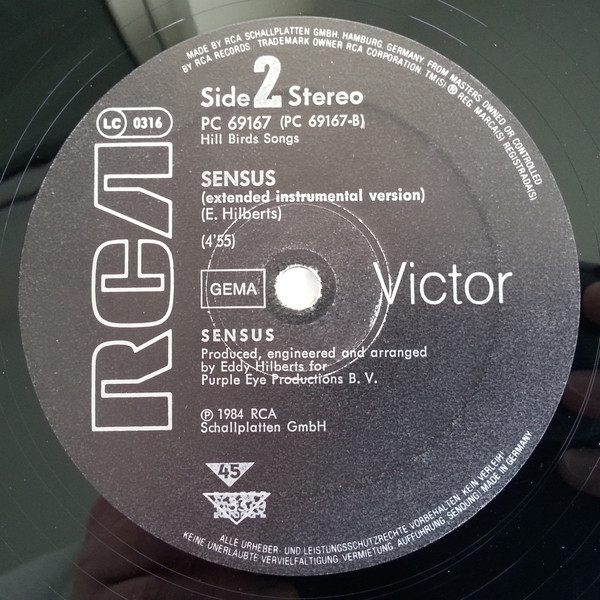 MADE BY RCA SCHALLPLATTEN GMBH. HAMBURG, GERMANY, FROM MASTERS OWNED OR CONTROLLED
BY RCA RECORDS TRADEMARK OWNER RCA CORPORATION. TM(S) ® REG. MARCA(S) REGISTRADA(S)
Side 2 Stereo
LC 0316
PC 69167 (PC 69167-B)
Hill Birds Songs
SENSUS
(extended instrumental version)
(E. Hilberts)
(4'55)
RCA
GEMA
Victor
SENSUS
Produced, engineered and arranged
by Eddy Hilberts for
Purple Eye Productions B. V.
℗ 1984 RCA
Schallplatten GmbH
45
ALLE URHEBER- UND LEISTUNGSSCHUTZRECHTE VORBEHALTEN. KEIN VERLEIH!
KEINE UNERLAUBTE VERVIELFÄLTIGUNG, VERMIETUNG, AUFFÜHRUNG, SENDUNG! MADE IN GERMANY